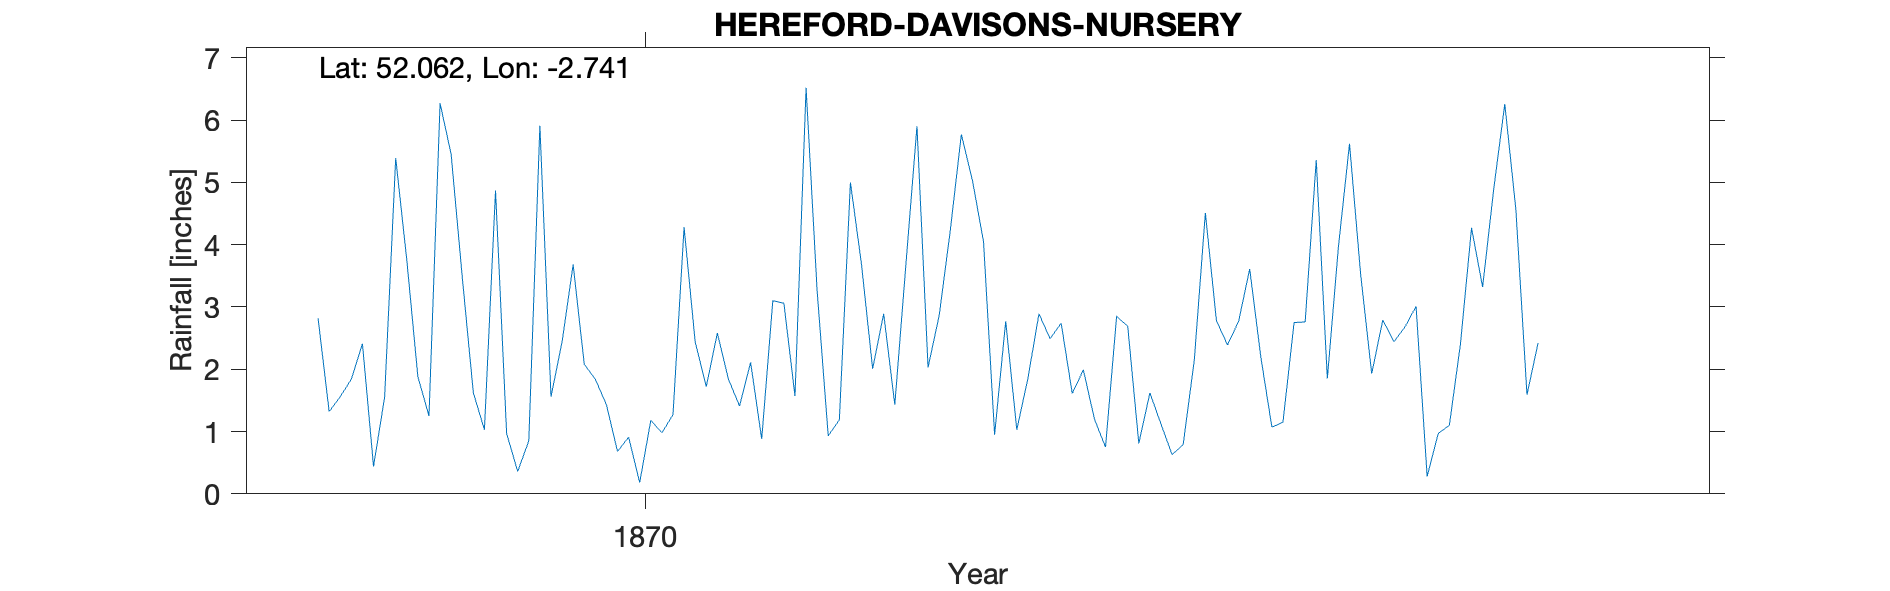 HEREFORD-DAVISONS-NURSERY
Lat: 52.062, Lon: -2.741
7
6
5
4
3
2
1
0
Rainfall [inches]
1870
Year